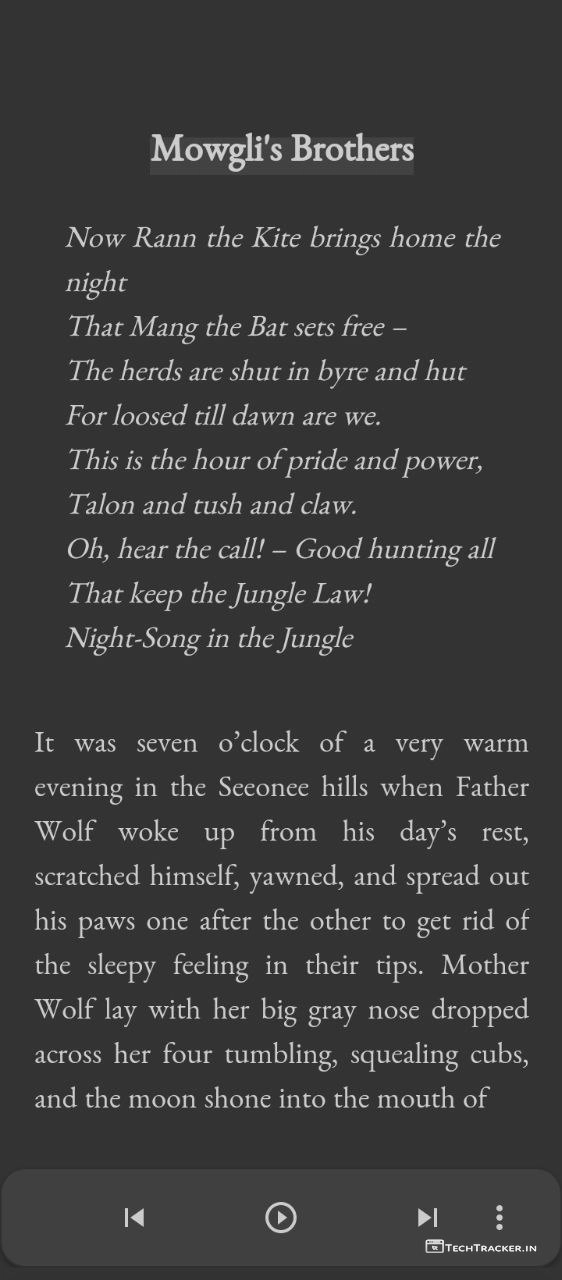 Mowgli's Brothers
Now Rann the Kite brings home the
night
That Mang the Bat sets free –
The herds are shut in byre and hut
For loosed till dawn are we.
This is the hour of pride and power,
Talon and tush and claw.
Oh, hear the call! – Good hunting all
That keep the Jungle Law!
Night-Song in the Jungle
It was seven o’clock of a very warm
evening in the Seeonee hills when Father
Wolf woke up from his day’s rest,
scratched himself, yawned, and spread out
his paws one after the other to get rid of
the sleepy feeling in their tips. Mother
Wolf lay with her big gray nose dropped
across her four tumbling, squealing cubs,
and the moon shone into the mouth of
TechTracker.in